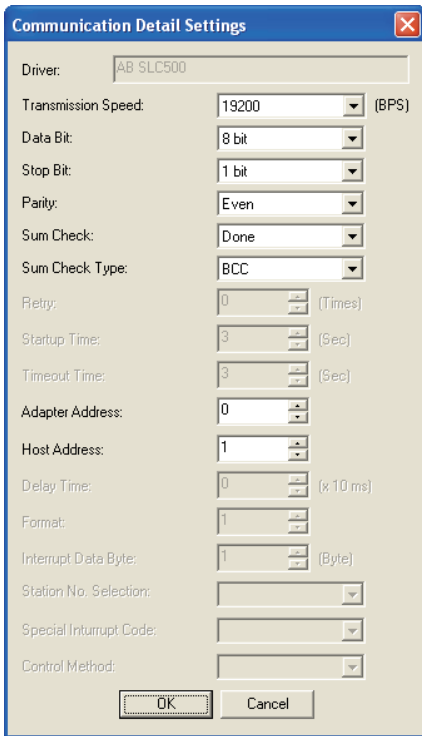 Communication Detail Settings
Driver: AB SLC500
Transmission Speed: 19200 (BPS)
Data Bit: 8 bit
Stop Bit: 1 bit
Parity: Even
Sum Check: Done
Sum Check Type: BCC
Retry: 0 (Times)
Startup Time: 3 (Sec)
Timeout Time: 3 (Sec)
Adapter Address: 0
Host Address: 1
Delay Time: 0 (x 10 ms)
Format: 1
Interrupt Data Byte: 1 (Byte)
Station No. Selection:
Special Inturrupt Code:
Control Method:
OK Cancel